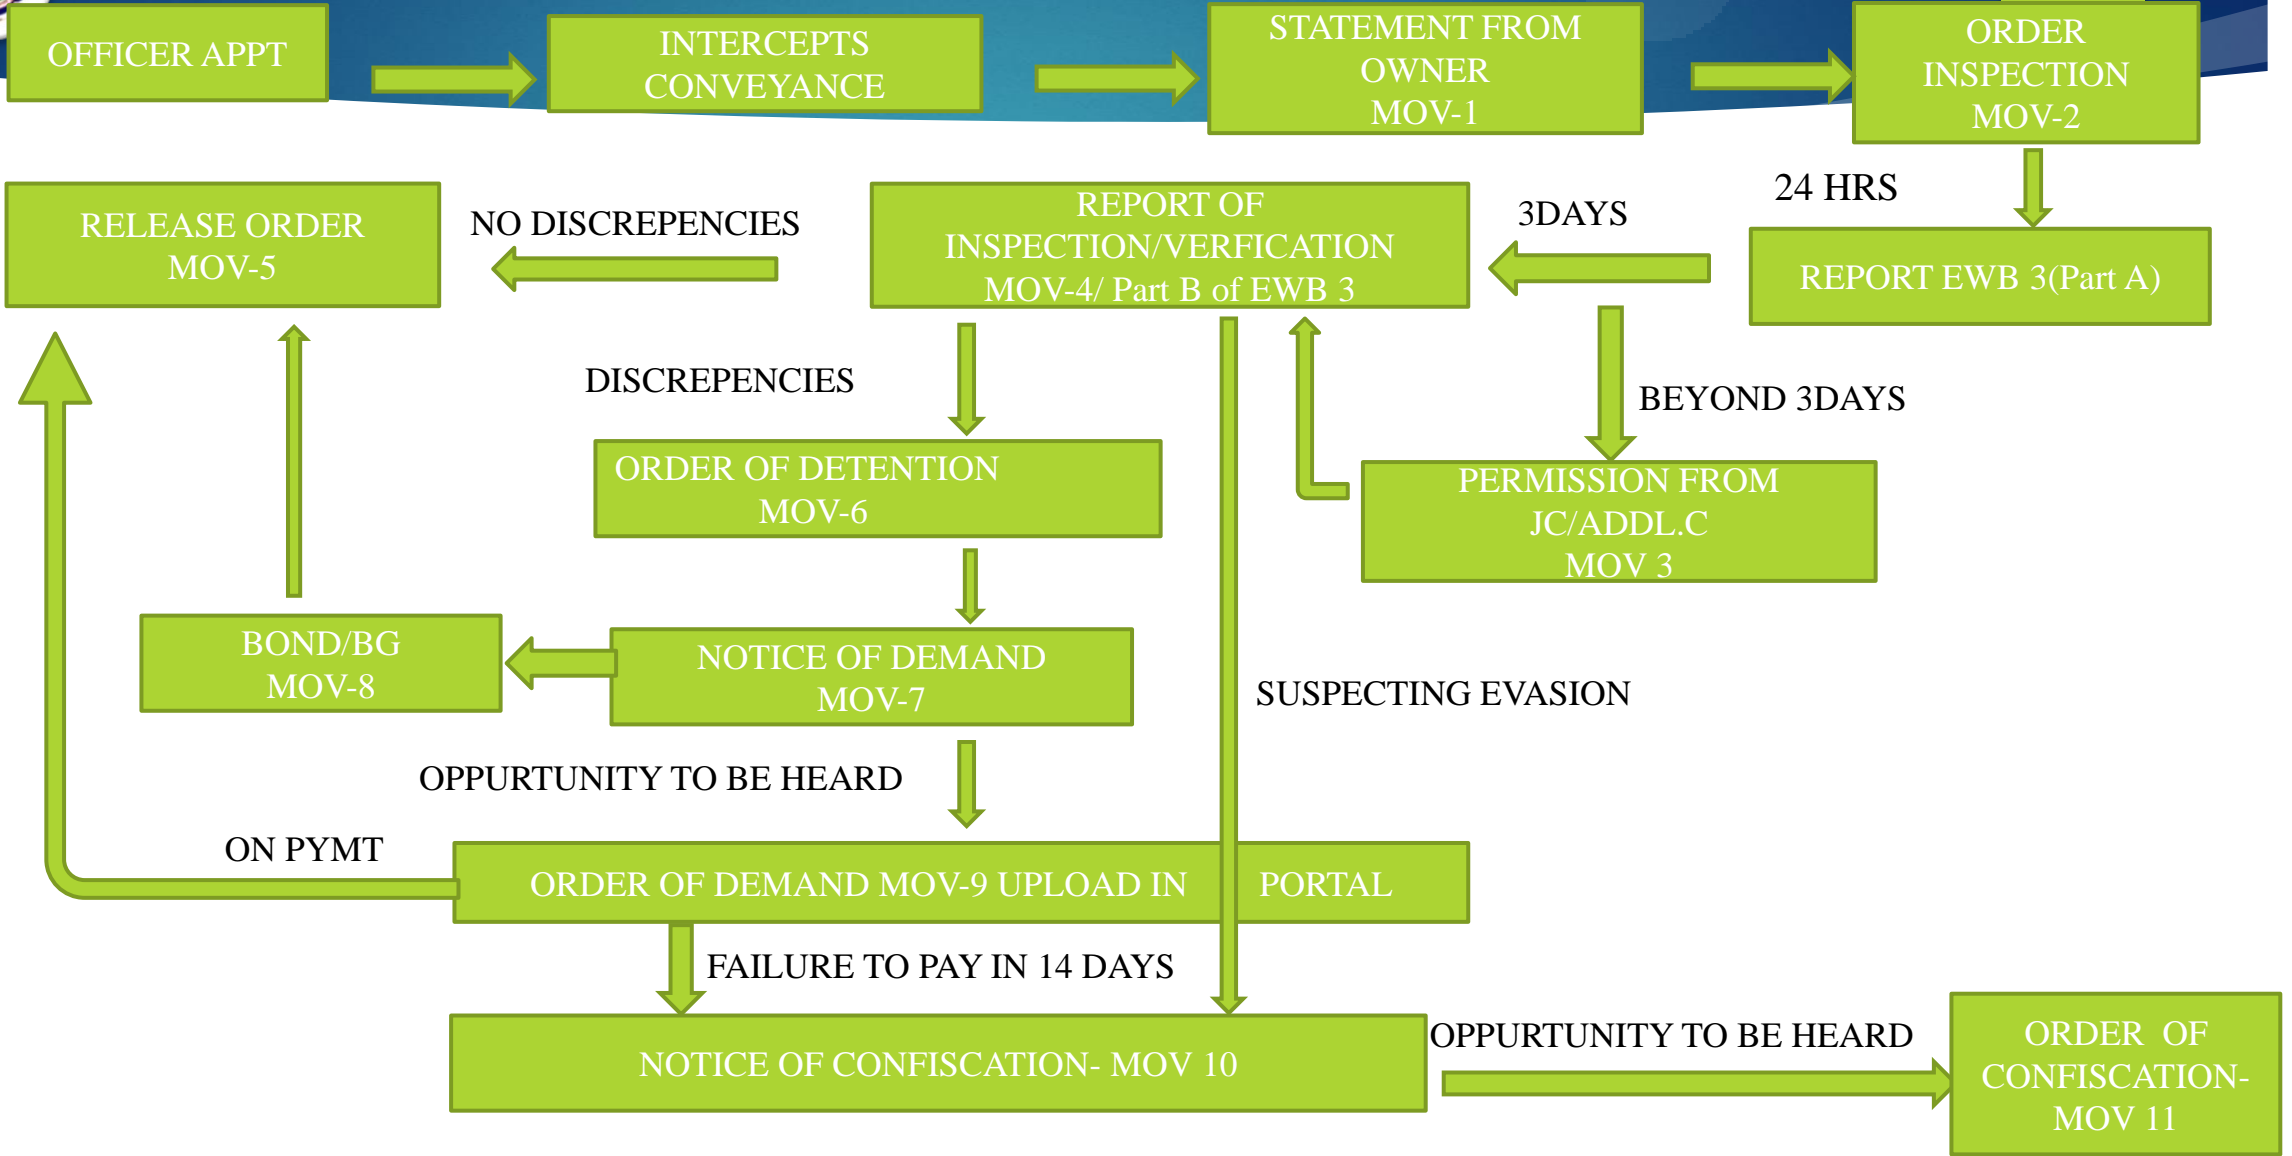 OFFICER APPT
INTERCEPTS
CONVEYANCE
STATEMENT FROM
OWNER
MOV-1
ORDER
INSPECTION
MOV-2
RELEASE ORDER
MOV-5
NO DISCREPENCIES
REPORT OF
INSPECTION/VERFICATION
MOV-4/ Part B of EWB 3
3DAYS
24 HRS
REPORT EWB 3(Part A)
DISCREPENCIES
BEYOND 3DAYS
ORDER OF DETENTION
MOV-6
PERMISSION FROM
JC/ADDL.C
MOV 3
BOND/BG
MOV-8
NOTICE OF DEMAND
MOV-7
SUSPECTING EVASION
OPPURTUNITY TO BE HEARD
ON PYMT
ORDER OF DEMAND MOV-9 UPLOAD IN PORTAL
FAILURE TO PAY IN 14 DAYS
NOTICE OF CONFISCATION- MOV 10
OPPURTUNITY TO BE HEARD
ORDER OF
CONFISCATION-
MOV 11